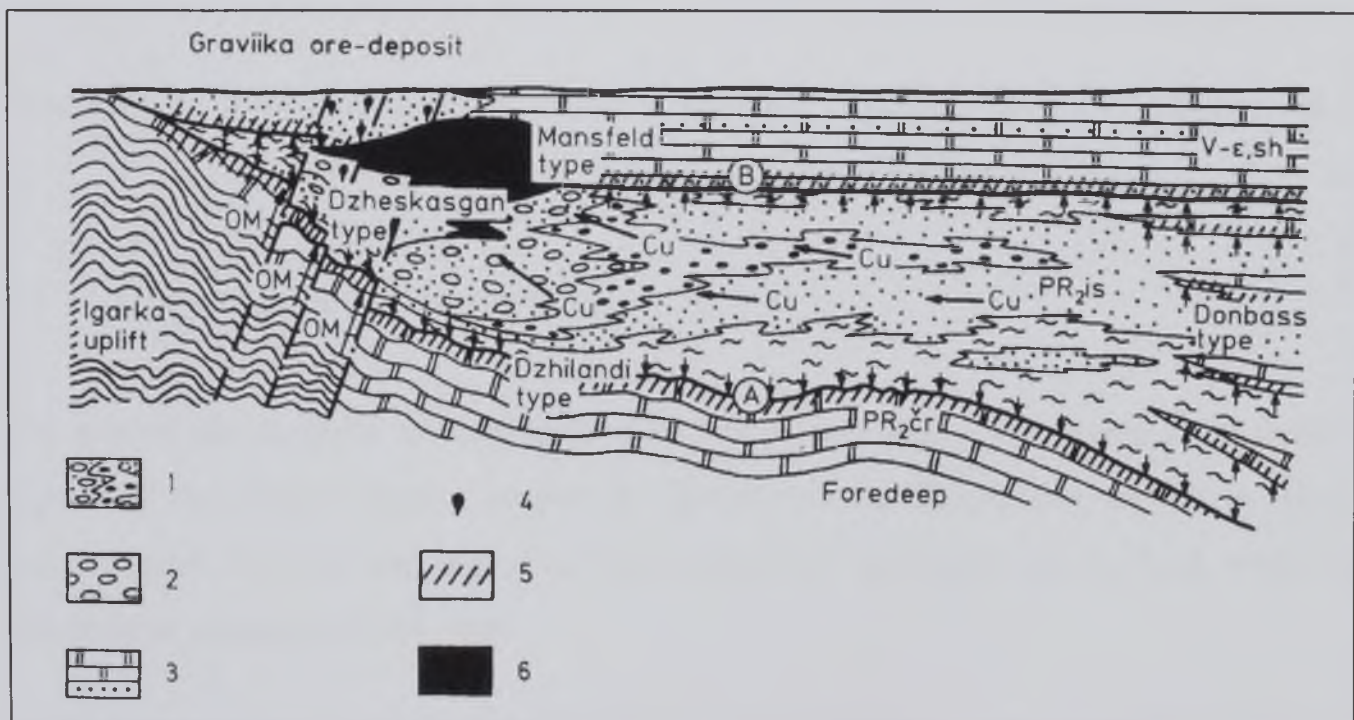 Graviika ore-deposit
Mansfeld
type
V-ε,sh
B
Dzheskasgan
type
OM
OM
OM
Cu
Cu
Cu
Cu
Cu
PR₂is
Igarka
uplift
Donbass
type
Dzhilandi
type
A
PR₂čr
Foredeep
1
2
3
4
5
6